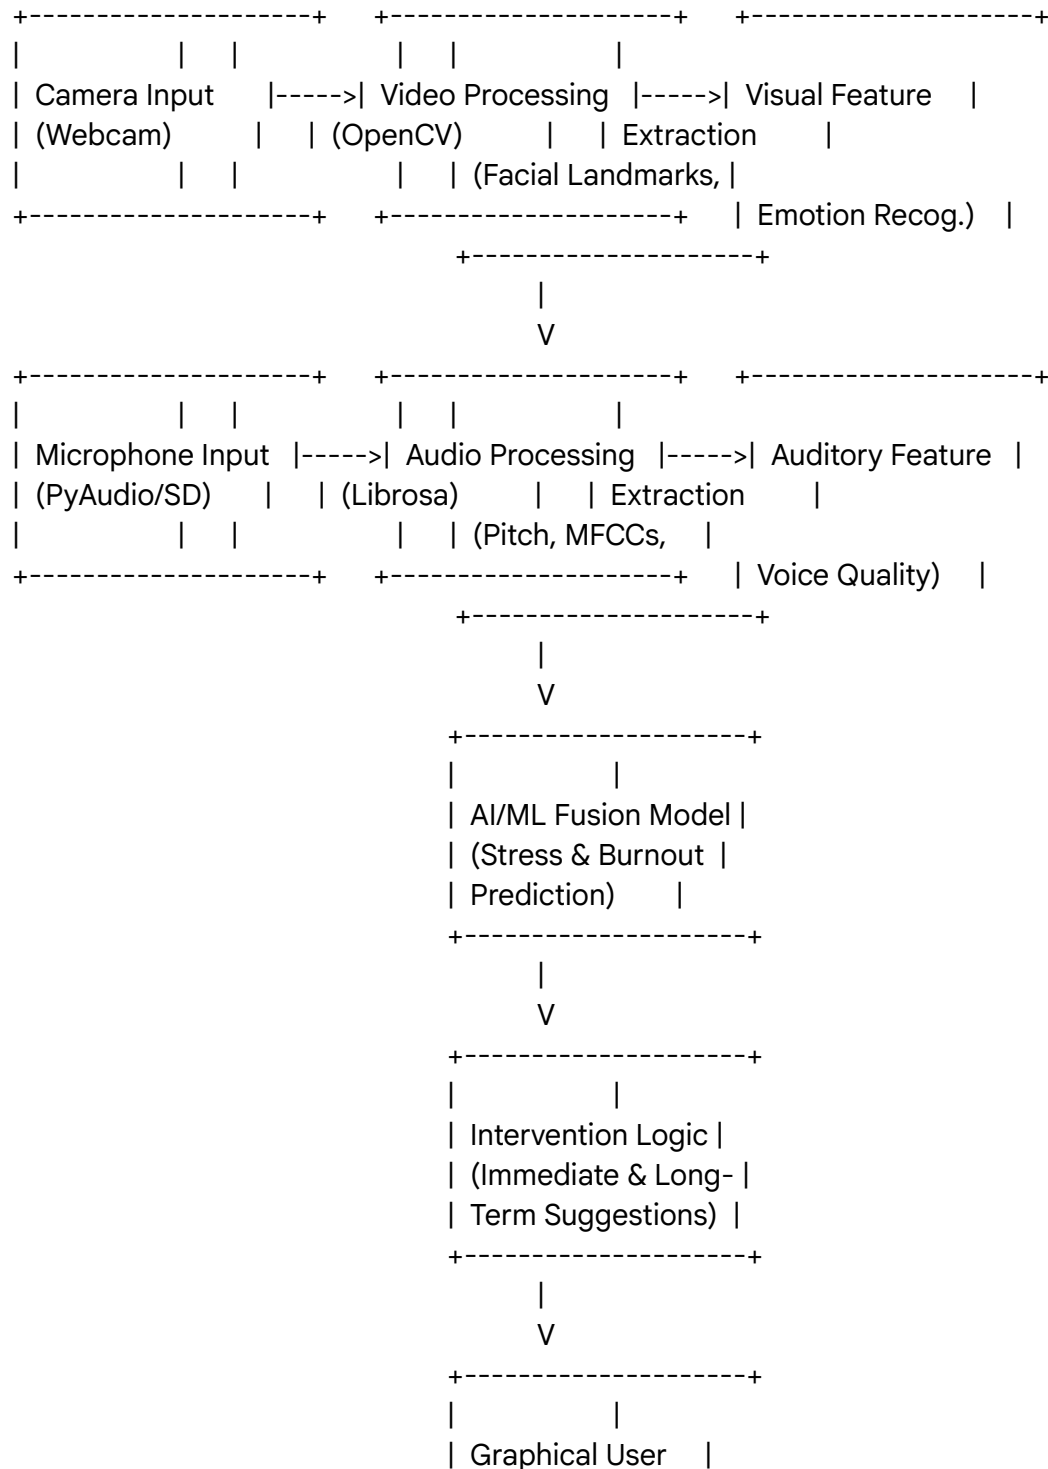 +---------------------+ +---------------------+ +---------------------+
| | | | | |
| Camera Input |----->| Video Processing |----->| Visual Feature |
| (Webcam) | | (OpenCV) | | Extraction |
| | | | | (Facial Landmarks, |
+---------------------+ +---------------------+ | Emotion Recog.) |
+---------------------+
|
V
+---------------------+ +---------------------+ +---------------------+
| | | | | |
| Microphone Input |----->| Audio Processing |----->| Auditory Feature |
| (PyAudio/SD) | | (Librosa) | | Extraction |
| | | | | (Pitch, MFCCs, |
+---------------------+ +---------------------+ | Voice Quality) |
+---------------------+
|
V
+---------------------+
| |
| AI/ML Fusion Model |
| (Stress & Burnout |
| Prediction) |
+---------------------+
|
V
+---------------------+
| |
| Intervention Logic |
| (Immediate & Long- |
| Term Suggestions) |
+---------------------+
|
V
+---------------------+
| |
| Graphical User |